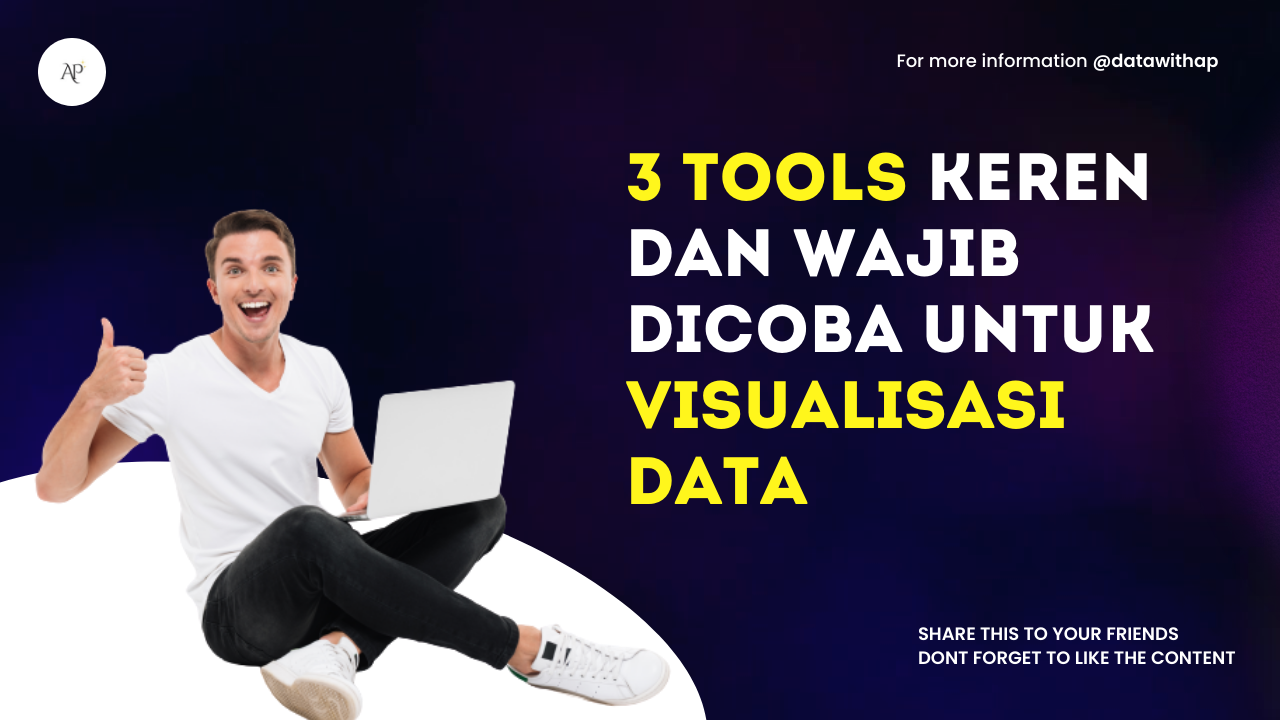 AP
For more information @datawithap
3 TOOLS KEREN
DAN WAJIB
DICOBA UNTUK
VISUALISASI
DATA
SHARE THIS TO YOUR FRIENDS
DONT FORGET TO LIKE THE CONTENT